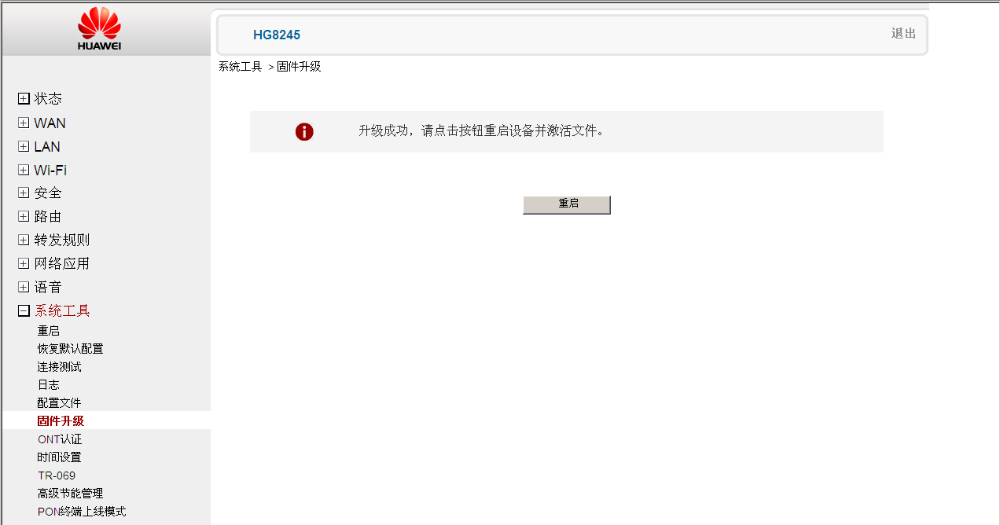 HUAWEI
HG8245
退出
系统工具 > 固件升级
状态
WAN
LAN
Wi-Fi
安全
路由
转发规则
网络应用
语音
系统工具
重启
恢复默认配置
连接测试
日志
配置文件
固件升级
ONT认证
时间设置
TR-069
高级节能管理
PON终端上线模式
升级成功，请点击按钮重启设备并激活文件。
重启